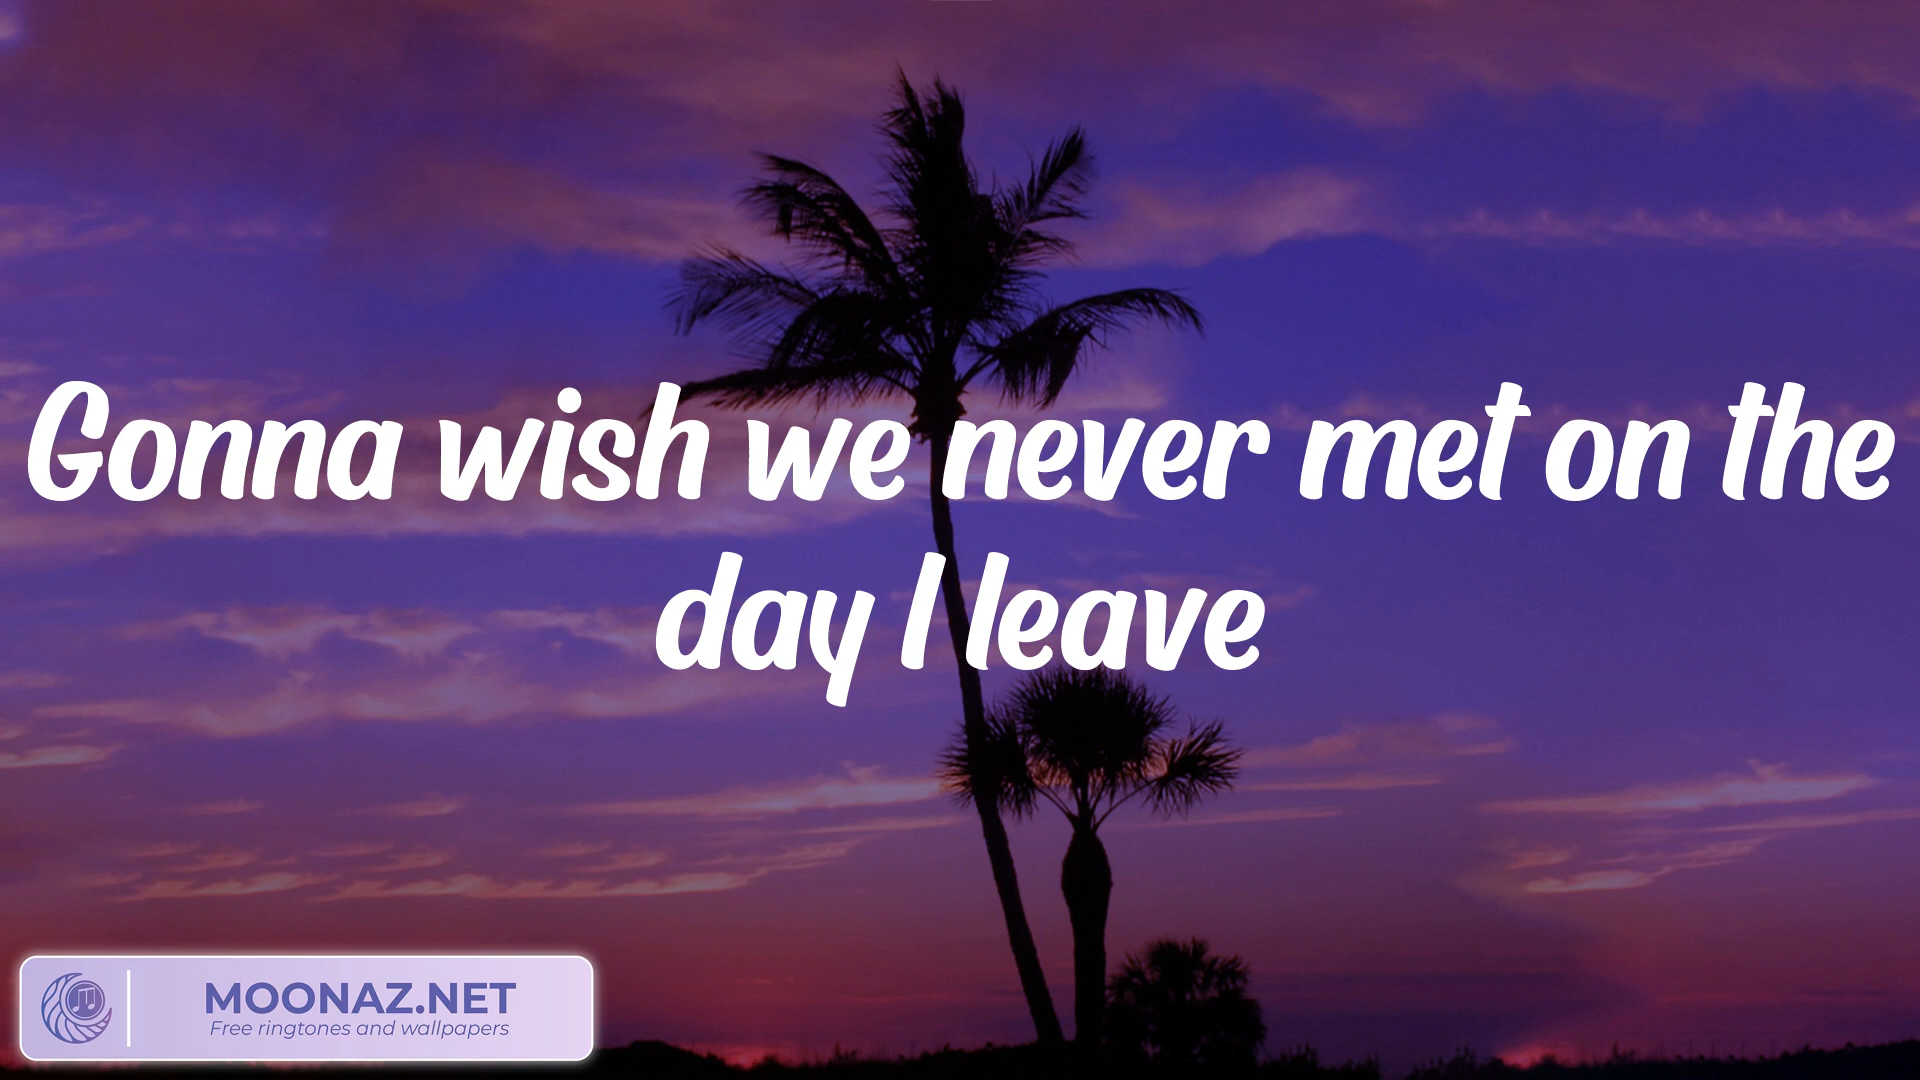 Gonna wish we never met on the
day I leave
MOONAZ.NET
Free ringtones and wallpapers